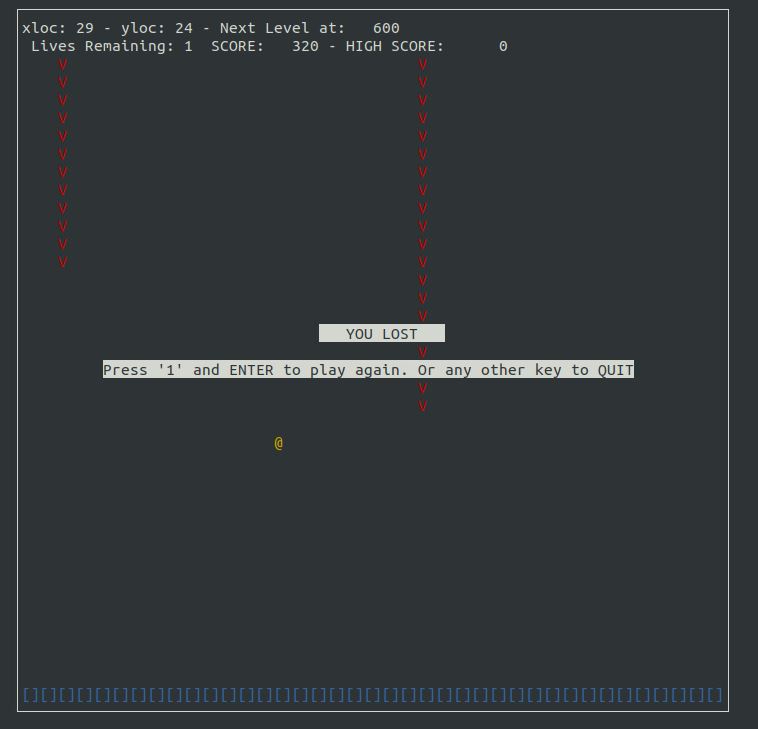 xloc: 29 - yloc: 24 - Next Level at: 600
Lives Remaining: 1 SCORE: 320 - HIGH SCORE: 0
V V
V V
V V
V V
V V
V V
V V
V V
V V
V V
V V
V V
V
V
V
YOU LOST
V
Press '1' and ENTER to play again. Or any other key to QUIT
V
V
@
[][][][][][][][][][][][][][][][][][][][][][][][][][][][][][][][][][][][][][][]